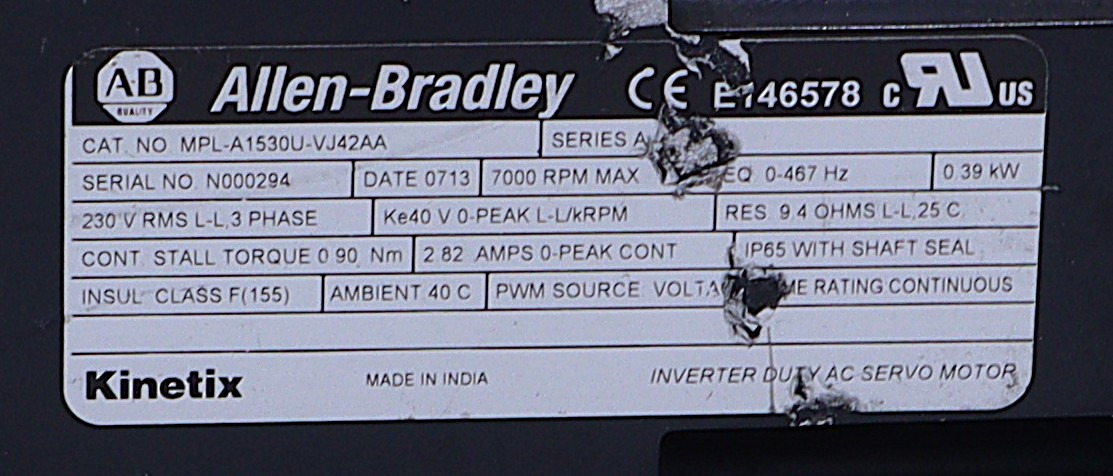 A·B QUALITY Allen-Bradley CE E146578 c RU US
CAT. NO. MPL-A1530U-VJ42AA SERIES A
SERIAL NO. N000294 DATE 0713 7000 RPM MAX 0-467 Hz 0.39 kW
230 V RMS L-L,3 PHASE Ke40 V 0-PEAK L-L/kRPM RES. 9.4 OHMS L-L,25 C
CONT. STALL TORQUE 0.90 Nm 2.82 AMPS 0-PEAK CONT. IP65 WITH SHAFT SEAL
INSUL. CLASS F(155) AMBIENT 40 C PWM SOURCE RATING CONTINUOUS
Kinetix MADE IN INDIA INVERTER DUTY AC SERVO MOTOR